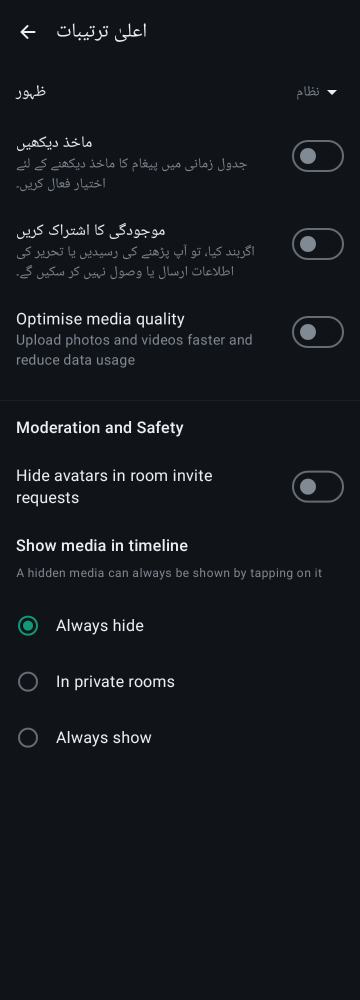 اعلیٰ ترتیبات
ظہور
نظام
ماخذ دیکھیں
جدول زمانی میں پیغام کا ماخذ دیکھنے کے لئے
اختیار فعال کریں۔
موجودگی کا اشتراک کریں
اگربند کیا، تو آپ پڑھنے کی رسیدیں یا تحریر کی
اطلاعات ارسال یا وصول نہیں کر سکیں گے۔
Optimise media quality
Upload photos and videos faster and
reduce data usage
Moderation and Safety
Hide avatars in room invite
requests
Show media in timeline
A hidden media can always be shown by tapping on it
Always hide
In private rooms
Always show